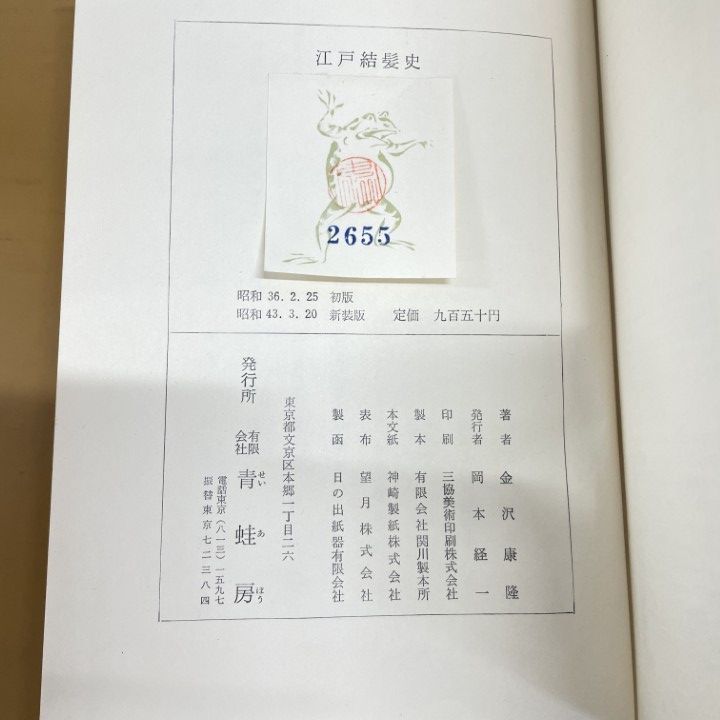 江戸結髪史
2655
昭和 36. 2. 25 初版
昭和 43. 3. 20 新装版 定価 九百五十円
著者 金沢康隆
発行者 岡本経一
印刷 三協美術印刷株式会社
製本 有限会社関川製本所
本文紙 神崎製紙株式会社
表布 望月株式会社
製函 日の出紙器有限会社
東京都文京区本郷一丁目二六
発行所 有限会社 青蛙房
せいあぼう
電話東京(八一三)一五九七
振替東京七二三八四